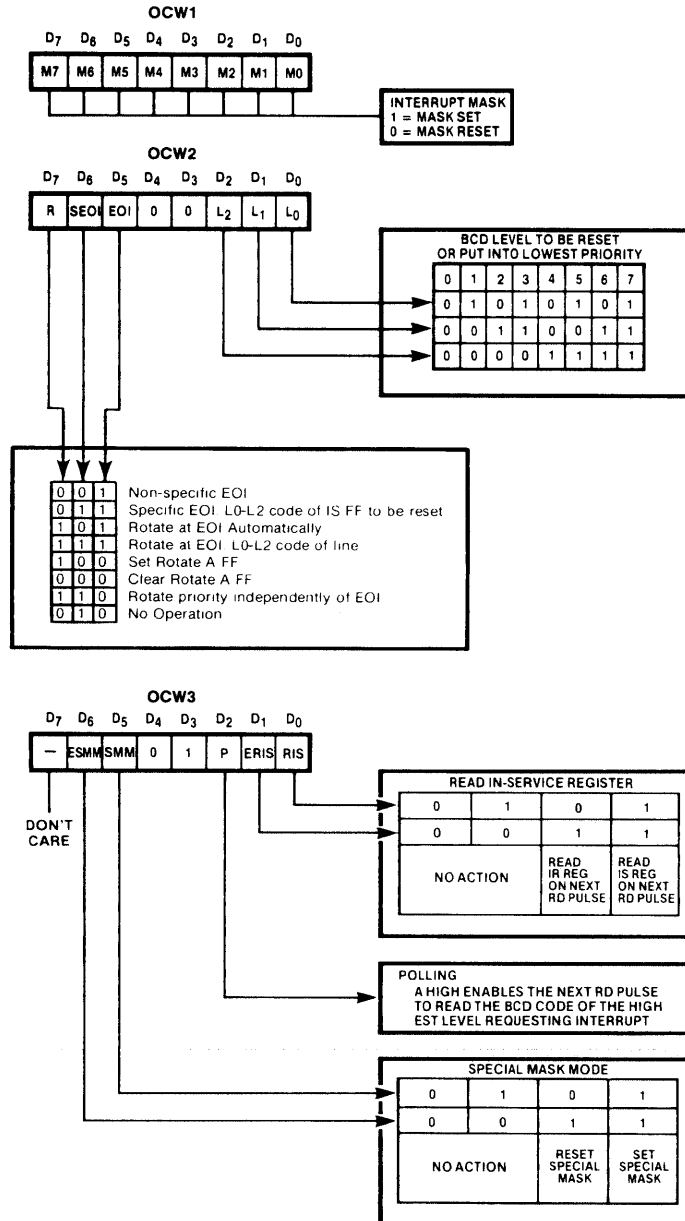 OCW1
D7 D6 D5 D4 D3 D2 D1 D0
M7 M6 M5 M4 M3 M2 M1 M0
INTERRUPT MASK
1 = MASK SET
0 = MASK RESET
OCW2
D7 D6 D5 D4 D3 D2 D1 D0
R SEOI EOI 0 0 L2 L1 L0
BCD LEVEL TO BE RESET
OR PUT INTO LOWEST PRIORITY
0 1 2 3 4 5 6 7
0 1 0 1 0 1 0 1
0 0 1 1 0 0 1 1
0 0 0 0 1 1 1 1
0 0 1 Non-specific EOI
0 1 1 Specific EOI. L0-L2 code of IS FF to be reset
1 0 1 Rotate at EOI Automatically
1 1 1 Rotate at EOI. L0-L2 code of line
1 0 0 Set Rotate A FF
0 0 0 Clear Rotate A FF
1 1 0 Rotate priority independently of EOI
0 1 0 No Operation
OCW3
D7 D6 D5 D4 D3 D2 D1 D0
— ESMM SMM 0 1 P ERIS RIS
DON'T
CARE
READ IN-SERVICE REGISTER
0 1 0 1
0 0 1 1
NO ACTION
READ
IR REG
ON NEXT
RD PULSE
READ
IS REG
ON NEXT
RD PULSE
POLLING
A HIGH ENABLES THE NEXT RD PULSE
TO READ THE BCD CODE OF THE HIGH
EST LEVEL REQUESTING INTERRUPT
SPECIAL MASK MODE
0 1 0 1
0 0 1 1
NO ACTION
RESET
SPECIAL
MASK
SET
SPECIAL
MASK